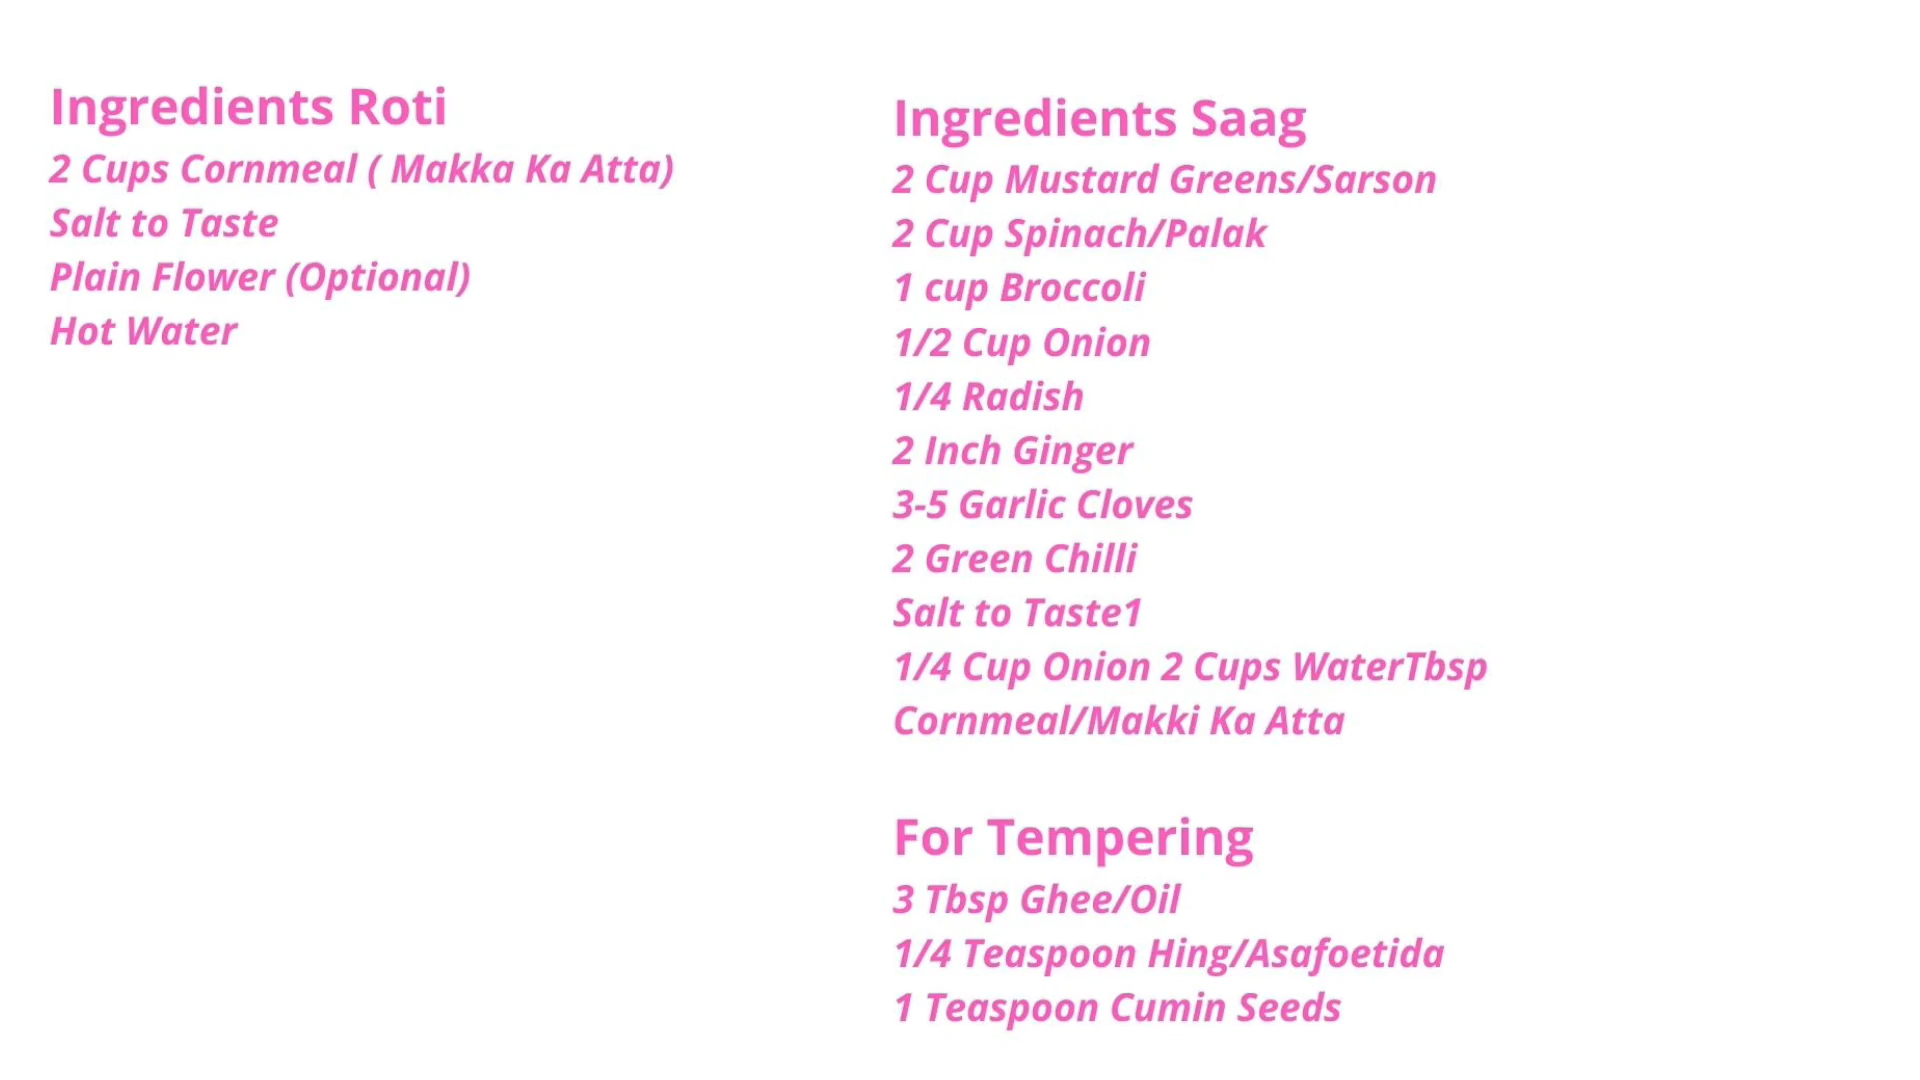 Ingredients Roti
2 Cups Cornmeal ( Makka Ka Atta)
Salt to Taste
Plain Flower (Optional)
Hot Water
Ingredients Saag
2 Cup Mustard Greens/Sarson
2 Cup Spinach/Palak
1 cup Broccoli
1/2 Cup Onion
1/4 Radish
2 Inch Ginger
3-5 Garlic Cloves
2 Green Chilli
Salt to Taste1
1/4 Cup Onion 2 Cups WaterTbsp
Cornmeal/Makki Ka Atta
For Tempering
3 Tbsp Ghee/Oil
1/4 Teaspoon Hing/Asafoetida
1 Teaspoon Cumin Seeds